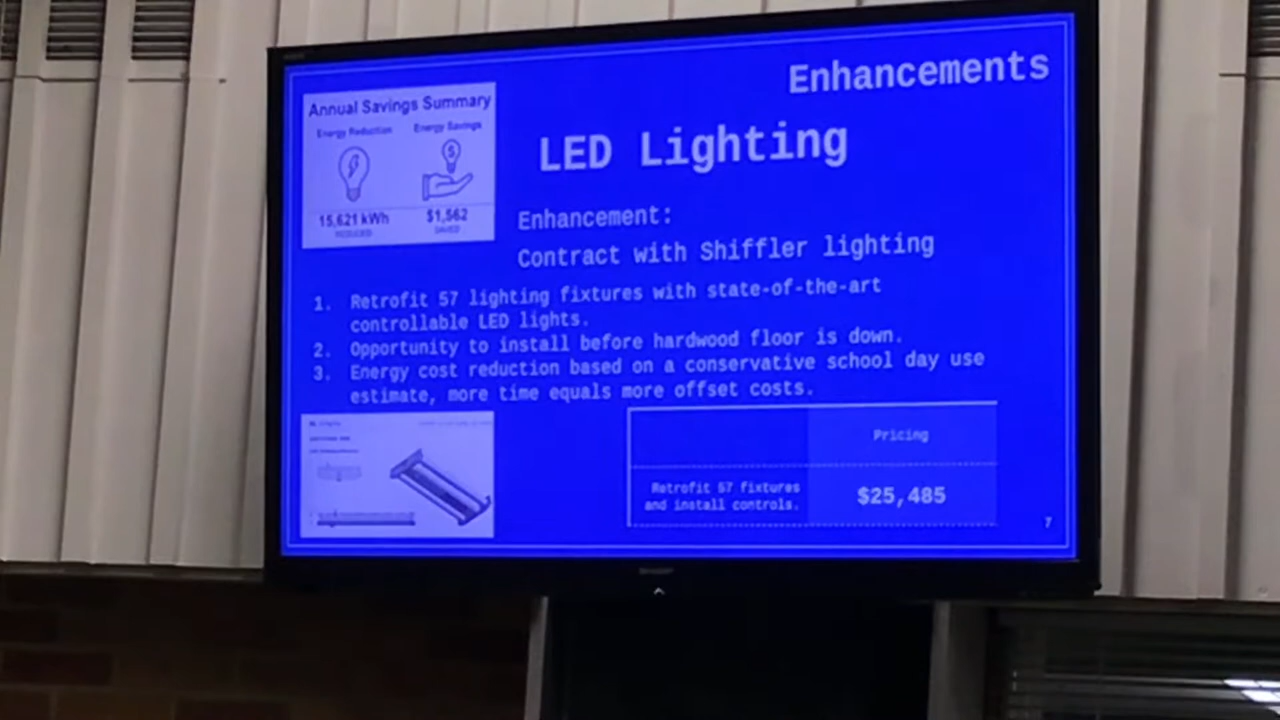 Enhancements
Annual Savings Summary
Energy Reduction
Energy Savings
$
15,621 kWh
$1,562
REDUCED
SAVED
LED Lighting
Enhancement:
Contract with Shiffler lighting
1. Retrofit 57 lighting fixtures with state-of-the-art
controllable LED lights.
2. Opportunity to install before hardwood floor is down.
3. Energy cost reduction based on a conservative school day use
estimate, more time equals more offset costs.
Pricing
Retrofit 57 fixtures
and install controls.
$25,485
7
SHARP